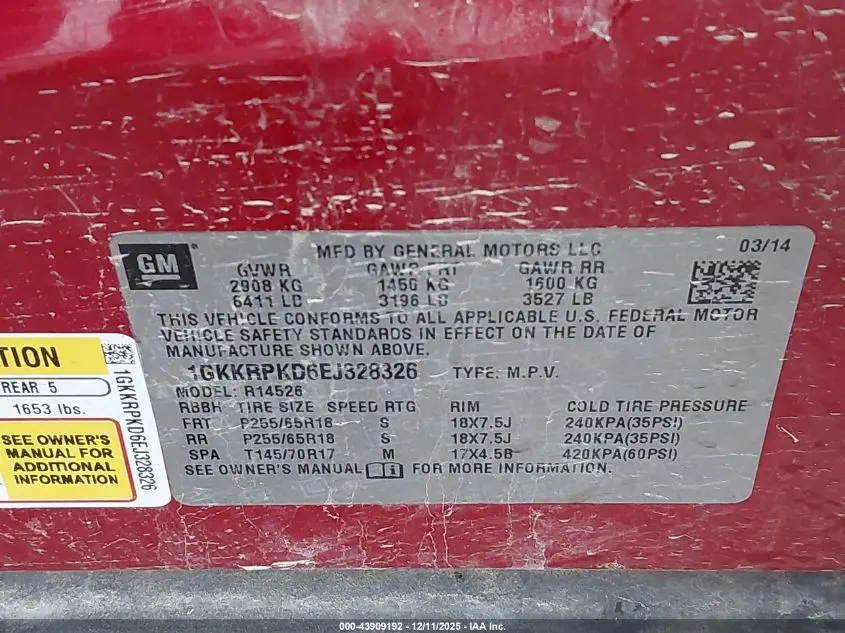 GM
MFD BY GENERAL MOTORS LLC
03/14
GVWR GAWR FRT GAWR RR
2908 KG 1450 KG 1600 KG
6411 LB 3196 LB 3527 LB
THIS VEHICLE CONFORMS TO ALL APPLICABLE U.S. FEDERAL MOTOR
VEHICLE SAFETY STANDARDS IN EFFECT ON THE DATE OF
MANUFACTURE SHOWN ABOVE.
1GKKRPKD6EJ328326 TYPE: M.P.V.
MODEL: R14526
RBBH TIRE SIZE SPEED RTG RIM COLD TIRE PRESSURE
FRT P255/65R18 S 18X7.5J 240KPA(35PSI)
RR P255/65R18 S 18X7.5J 240KPA(35PSI)
SPA T145/70R17 M 17X4.5B 420KPA(60PSI)
SEE OWNER'S MANUAL FOR MORE INFORMATION.
TION
REAR 5
1653 lbs.
SEE OWNER'S
MANUAL FOR
ADDITIONAL
INFORMATION
1GKKRPKD6EJ328326
000-43909192 - 12/11/2025 - IAA Inc.